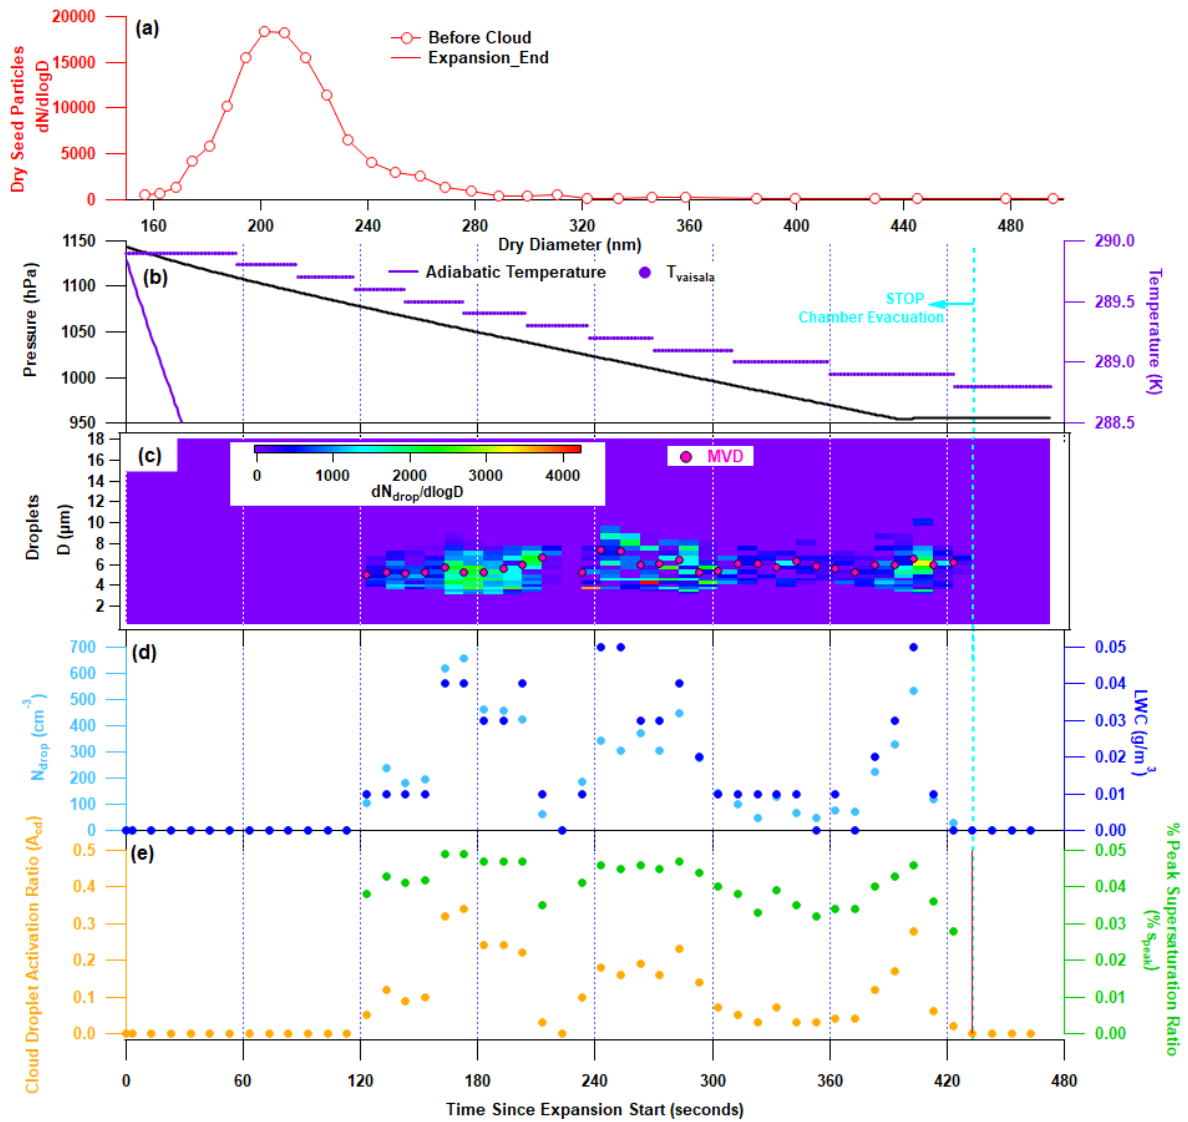 (a)
Before Cloud
Expansion_End
Dry Seed Particles
dN/dlogD
20000
15000
10000
5000
0
160 200 240 280 320 360 400 440 480
Dry Diameter (nm)
(b)
Adiabatic Temperature
Tvaisala
STOP
Chamber Evacuation
Pressure (hPa)
1150
1100
1050
1000
950
Temperature (K)
290.0
289.5
289.0
288.5
(c)
0 1000 2000 3000 4000
dNdrop/dlogD
MVD
Droplets
D (µm)
18
16
14
12
10
8
6
4
2
(d)
Ndrop (cm-3)
700
600
500
400
300
200
100
0
LWC (g/m3)
0.05
0.04
0.03
0.02
0.01
0.00
(e)
Cloud Droplet Activation Ratio (Acd)
0.5
0.4
0.3
0.2
0.1
0.0
% Peak Supersaturation Ratio
(% speak)
0.05
0.04
0.03
0.02
0.01
0.00
0 60 120 180 240 300 360 420 480
Time Since Expansion Start (seconds)